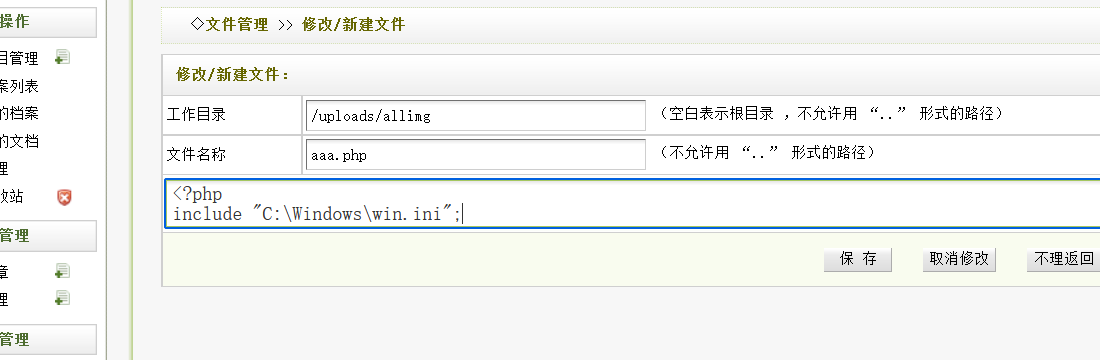 操作
◇文件管理 >> 修改/新建文件
目管理
修改/新建文件：
案列表
工作目录 /uploads/allimg （空白表示根目录 ，不允许用 “..” 形式的路径）
的档案
的文档
文件名称 aaa.php （不允许用 “..” 形式的路径）
理
收站
<?php
include "C:\Windows\win.ini";
管理
保 存 取消修改 不理返回
章
理
管理